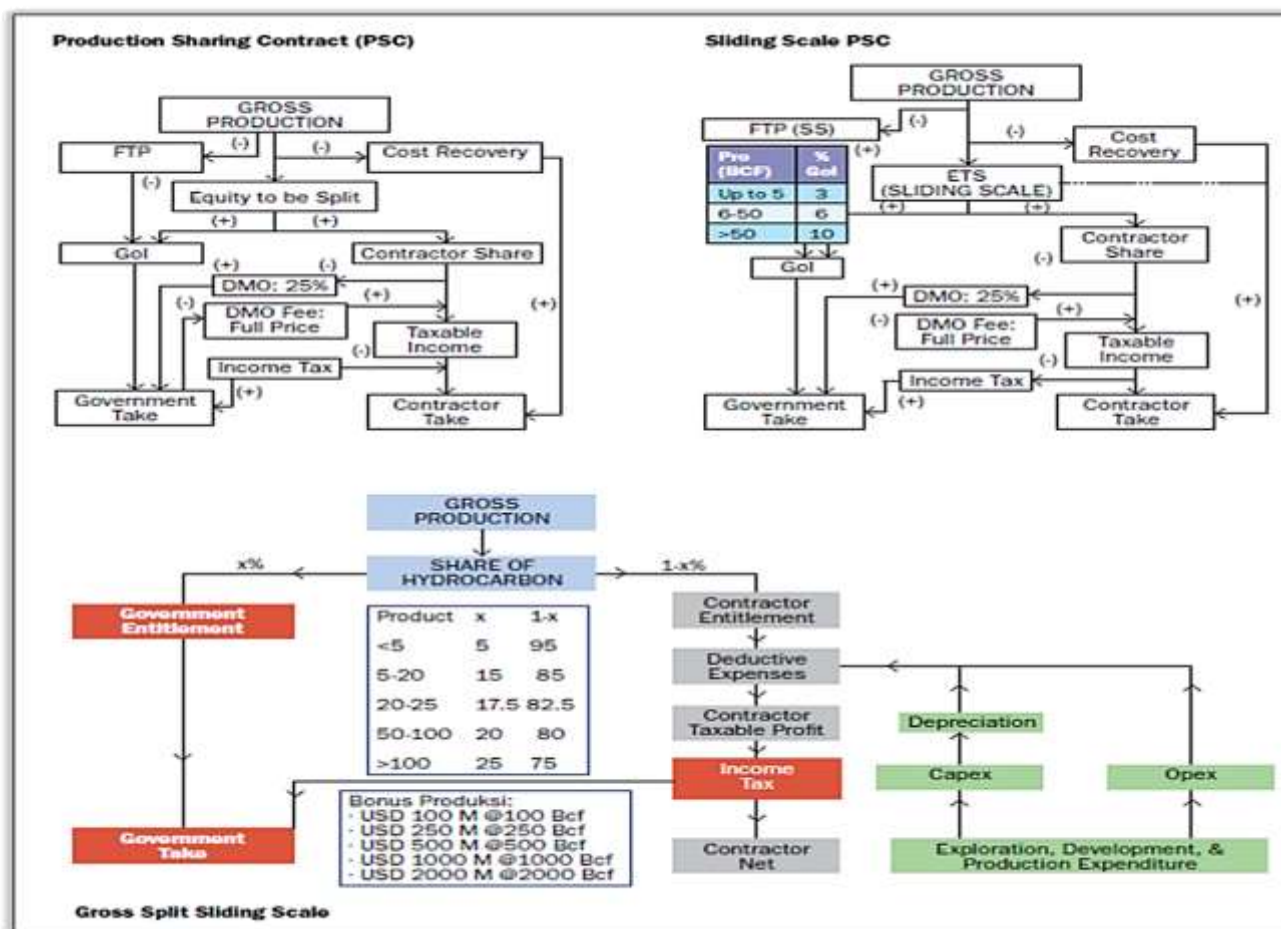 Production Sharing Contract (PSC)
GROSS
PRODUCTION
(-)
(-)
FTP
Cost Recovery
(-)
Equity to be Split
(+)
(+)
GoI
Contractor Share
(+)
(-)
DMO: 25%
(-)
(+)
(+)
DMO Fee:
Full Price
Taxable
Income
(-)
Income Tax
(+)
Government
Take
Contractor
Take
Sliding Scale PSC
GROSS
PRODUCTION
(-)
FTP (SS)
(-)
(+)
Cost
Recovery
Pro
(BCF)
%
GoI
Up to 5 3
6-50 6
>50 10
ETS
(SLIDING SCALE)
(+)
(+)
Contractor
Share
(-)
GoI
(+)
DMO: 25%
(+)
(-)
DMO Fee:
Full Price
(+)
Taxable
Income
(-)
Income Tax
(+)
Government
Take
Contractor
Take
GROSS
PRODUCTION
x%
SHARE OF
HYDROCARBON
1-x%
Government
Entitlement
Contractor
Entitlement
Product x 1-x
<5 5 95
5-20 15 85
20-25 17.5 82.5
50-100 20 80
>100 25 75
Deductive
Expenses
Contractor
Taxable Profit
Depreciation
Income
Tax
Capex
Opex
Bonus Produksi:
- USD 100 M @100 Bcf
- USD 250 M @250 Bcf
- USD 500 M @500 Bcf
- USD 1000 M @1000 Bcf
- USD 2000 M @2000 Bcf
Government
Take
Contractor
Net
Exploration, Development, &
Production Expenditure
Gross Split Sliding Scale